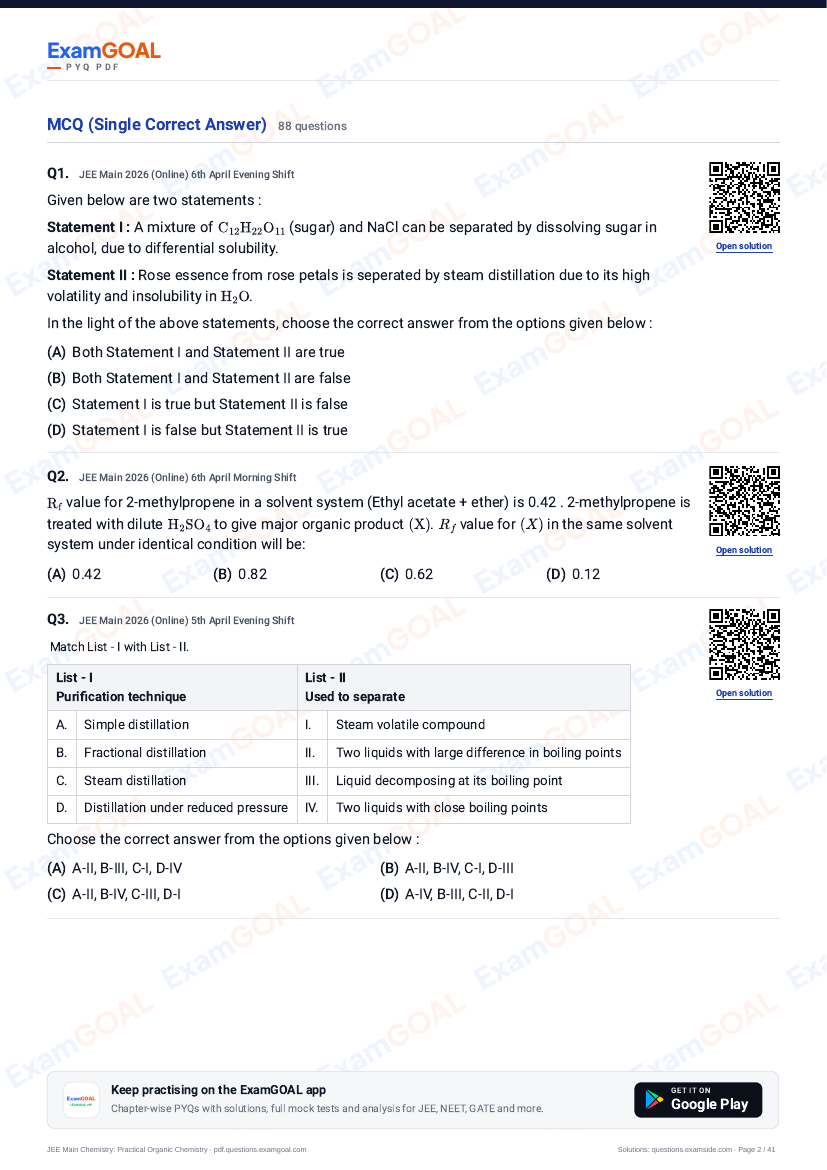 ExamGOAL
PYQ PDF
MCQ (Single Correct Answer) 88 questions
Q1. JEE Main 2026 (Online) 6th April Evening Shift
Given below are two statements :
Statement I : A mixture of C₁₂H₂₂O₁₁ (sugar) and NaCl can be separated by dissolving sugar in
alcohol, due to differential solubility.
Statement II : Rose essence from rose petals is seperated by steam distillation due to its high
volatility and insolubility in H₂O.
In the light of the above statements, choose the correct answer from the options given below :
(A) Both Statement I and Statement II are true
(B) Both Statement I and Statement II are false
(C) Statement I is true but Statement II is false
(D) Statement I is false but Statement II is true
Open solution
Q2. JEE Main 2026 (Online) 6th April Morning Shift
R_f value for 2-methylpropene in a solvent system (Ethyl acetate + ether) is 0.42 . 2-methylpropene is
treated with dilute H₂SO₄ to give major organic product (X). R_f value for (X) in the same solvent
system under identical condition will be:
(A) 0.42 (B) 0.82 (C) 0.62 (D) 0.12
Open solution
Q3. JEE Main 2026 (Online) 5th April Evening Shift
Match List - I with List - II.
List - I List - II
Purification technique Used to separate
A. Simple distillation I. Steam volatile compound
B. Fractional distillation II. Two liquids with large difference in boiling points
C. Steam distillation III. Liquid decomposing at its boiling point
D. Distillation under reduced pressure IV. Two liquids with close boiling points
Open solution
Choose the correct answer from the options given below :
(A) A-II, B-III, C-I, D-IV (B) A-II, B-IV, C-I, D-III
(C) A-II, B-IV, C-III, D-I (D) A-IV, B-III, C-II, D-I
ExamGOAL
Keep practising on the ExamGOAL app
Chapter-wise PYQs with solutions, full mock tests and analysis for JEE, NEET, GATE and more.
GET IT ON
Google Play
JEE Main Chemistry: Practical Organic Chemistry · pdf.questions.examgoal.com Solutions: questions.examside.com · Page 2 / 41